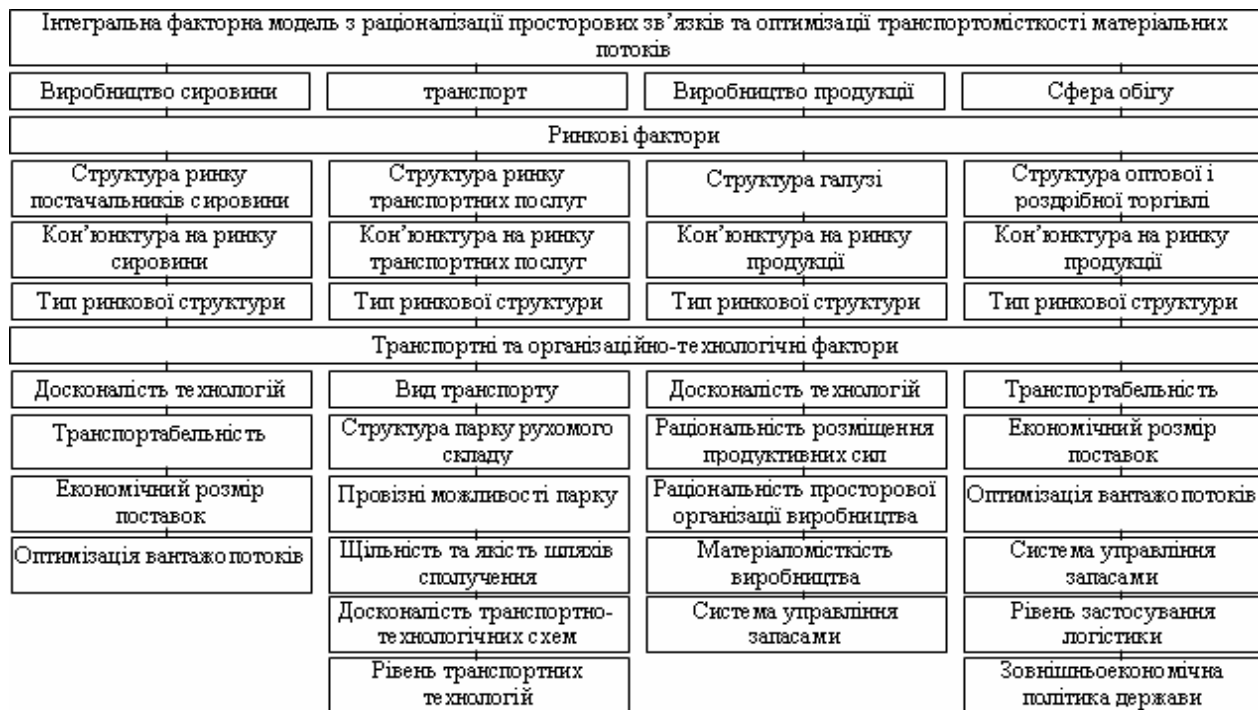 Інтегральна факторна модель з раціоналізації просторових зв’язків та оптимізації транспортомісткості матеріальних
потоків
Виробництво сировини
транспорт
Виробництво продукції
Сфера обігу
Ринкові фактори
Структура ринку
постачальників сировини
Структура ринку
транспортних послуг
Структура галузі
Структура оптової і
роздрібної торгівлі
Кон’юнктура на ринку
сировини
Кон’юнктура на ринку
транспортних послуг
Кон’юнктура на ринку
продукції
Кон’юнктура на ринку
продукції
Тип ринкової структури
Тип ринкової структури
Тип ринкової структури
Тип ринкової структури
Транспортні та організаційно-технологічні фактори
Досконалість технологій
Вид транспорту
Досконалість технологій
Транспортабельність
Транспортабельність
Структура парку рухомого
складу
Раціональність розміщення
продуктивних сил
Економічний розмір
поставок
Економічний розмір
поставок
Провізні можливості парку
Раціональність просторової
організації виробництва
Оптимізація вантажопотоків
Оптимізація вантажопотоків
Щільність та якість шляхів
сполучення
Матеріаломісткість
виробництва
Система управління
запасами
Досконалість транспортно-
технологічних схем
Система управління
запасами
Рівень застосування
логістики
Рівень транспортних
технологій
Зовнішньоекономічна
політика держави